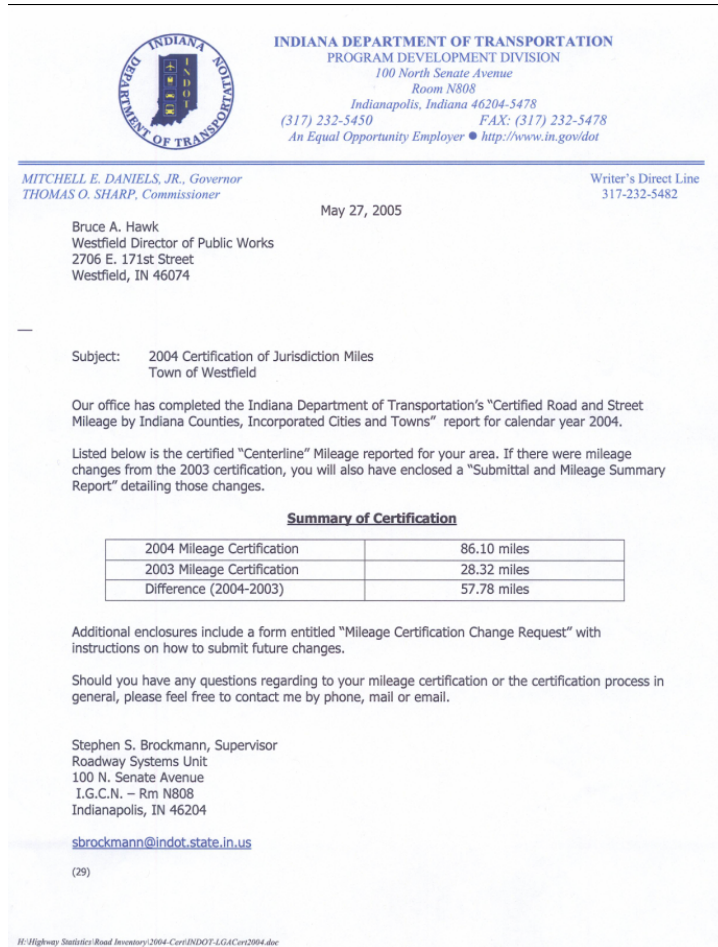 INDIANA DEPARTMENT OF TRANSPORTATION
PROGRAM DEVELOPMENT DIVISION
100 North Senate Avenue
Room N808
Indianapolis, Indiana 46204-5478
(317) 232-5450 FAX: (317) 232-5478
An Equal Opportunity Employer ● http://www.in.gov/dot
INDIANA
DEPARTMENT OF TRANSPORTATION
INDOT
MITCHELL E. DANIELS, JR., Governor
THOMAS O. SHARP, Commissioner
Writer's Direct Line
317-232-5482
May 27, 2005
Bruce A. Hawk
Westfield Director of Public Works
2706 E. 171st Street
Westfield, IN 46074
Subject: 2004 Certification of Jurisdiction Miles
Town of Westfield
Our office has completed the Indiana Department of Transportation's “Certified Road and Street
Mileage by Indiana Counties, Incorporated Cities and Towns” report for calendar year 2004.
Listed below is the certified “Centerline” Mileage reported for your area. If there were mileage
changes from the 2003 certification, you will also have enclosed a “Submittal and Mileage Summary
Report” detailing those changes.
Summary of Certification
2004 Mileage Certification 86.10 miles
2003 Mileage Certification 28.32 miles
Difference (2004-2003) 57.78 miles
Additional enclosures include a form entitled “Mileage Certification Change Request” with
instructions on how to submit future changes.
Should you have any questions regarding to your mileage certification or the certification process in
general, please feel free to contact me by phone, mail or email.
Stephen S. Brockmann, Supervisor
Roadway Systems Unit
100 N. Senate Avenue
I.G.C.N. – Rm N808
Indianapolis, IN 46204
sbrockmann@indot.state.in.us
(29)
H:\Highway Statistics\Road Inventory\2004-Cert\INDOT-LGACert2004.doc